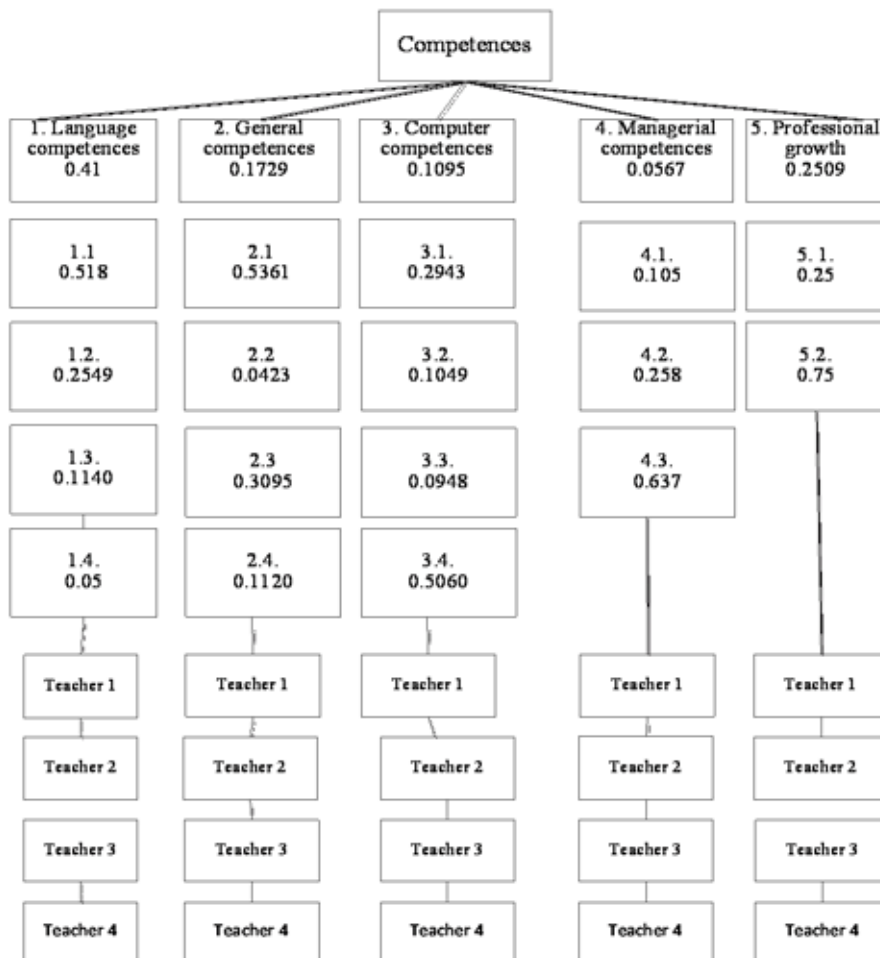 Competences
1. Language
competences
0.41
2. General
competences
0.1729
3. Computer
competences
0.1095
4. Managerial
competences
0.0567
5. Professional
growth
0.2509
1.1
0.518
2.1
0.5361
3.1.
0.2943
4.1.
0.105
5. 1.
0.25
1.2.
0.2549
2.2
0.0423
3.2.
0.1049
4.2.
0.258
5.2.
0.75
1.3.
0.1140
2.3
0.3095
3.3.
0.0948
4.3.
0.637
1.4.
0.05
2.4.
0.1120
3.4.
0.5060
Teacher 1
Teacher 1
Teacher 1
Teacher 1
Teacher 1
Teacher 2
Teacher 2
Teacher 2
Teacher 2
Teacher 2
Teacher 3
Teacher 3
Teacher 3
Teacher 3
Teacher 3
Teacher 4
Teacher 4
Teacher 4
Teacher 4
Teacher 4